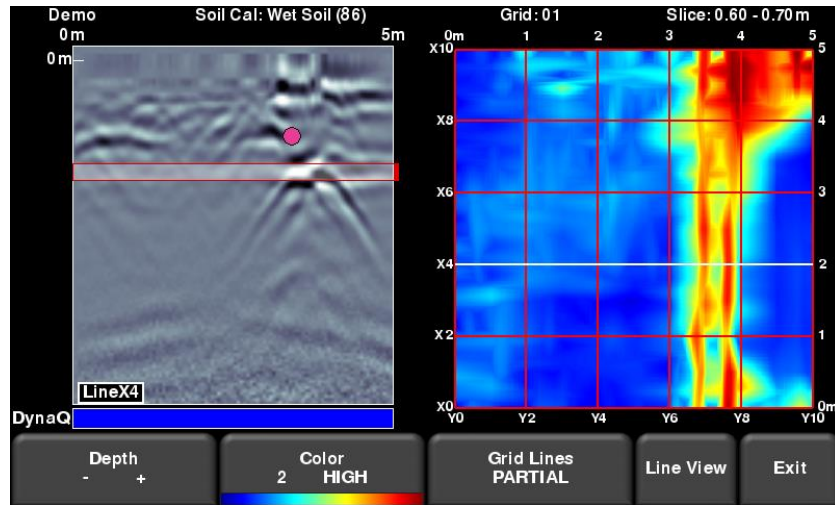 Demo Soil Cal: Wet Soil (86) Grid: 01 Slice: 0.60 - 0.70 m
0 m 5m 0m 1 2 3 4 5
0 m X10 5
X8 4
X6 3
X4 2
X2 1
LineX4 X0 0m
DynaQ Y0 Y2 Y4 Y6 Y8 Y10
Depth Color Grid Lines Line View Exit
- + 2 HIGH PARTIAL